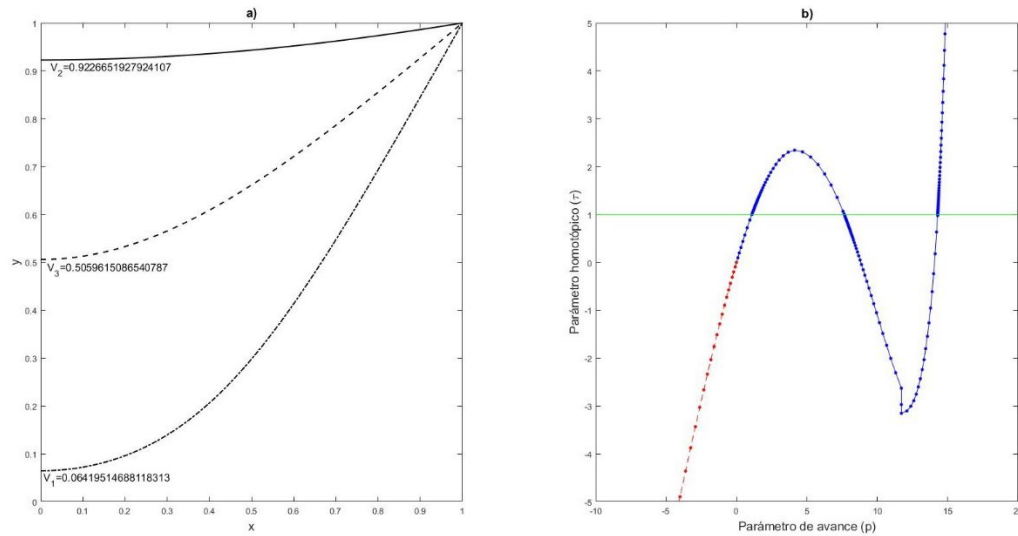 a)
1
0.9
0.8
0.7
0.6
0.5
0.4
0.3
0.2
0.1
0
y
V2=0.9226651927924107
V3=0.5059615086540787
V1=0.06419514688118313
0 0.1 0.2 0.3 0.4 0.5 0.6 0.7 0.8 0.9 1
x
b)
5
4
3
2
1
0
-1
-2
-3
-4
-5
Parámetro homotópico (τ)
-10 -5 0 5 10 15 2
Parámetro de avance (p)